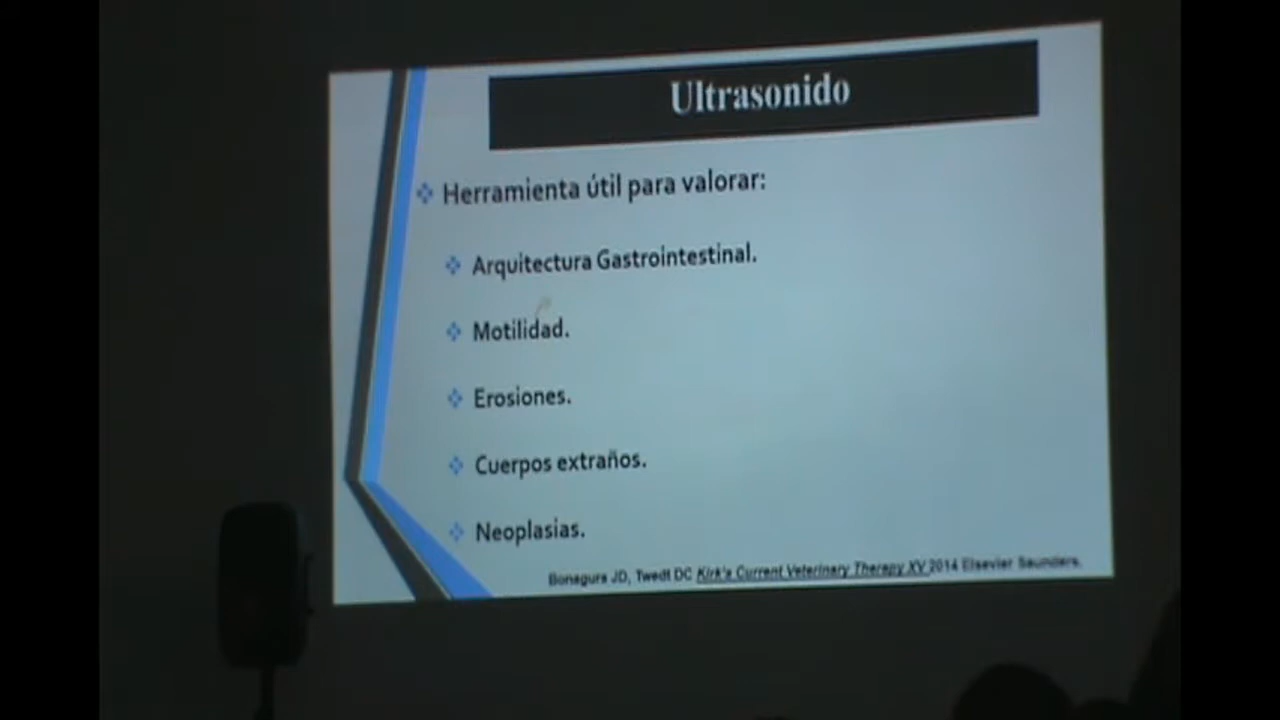 Ultrasonido
Herramienta útil para valorar:
Arquitectura Gastrointestinal.
Motilidad.
Erosiones.
Cuerpos extraños.
Neoplasias.
Bonagura JD, Twedt DC Kirk's Current Veterinary Therapy XV 2014 Elsevier Saunders.